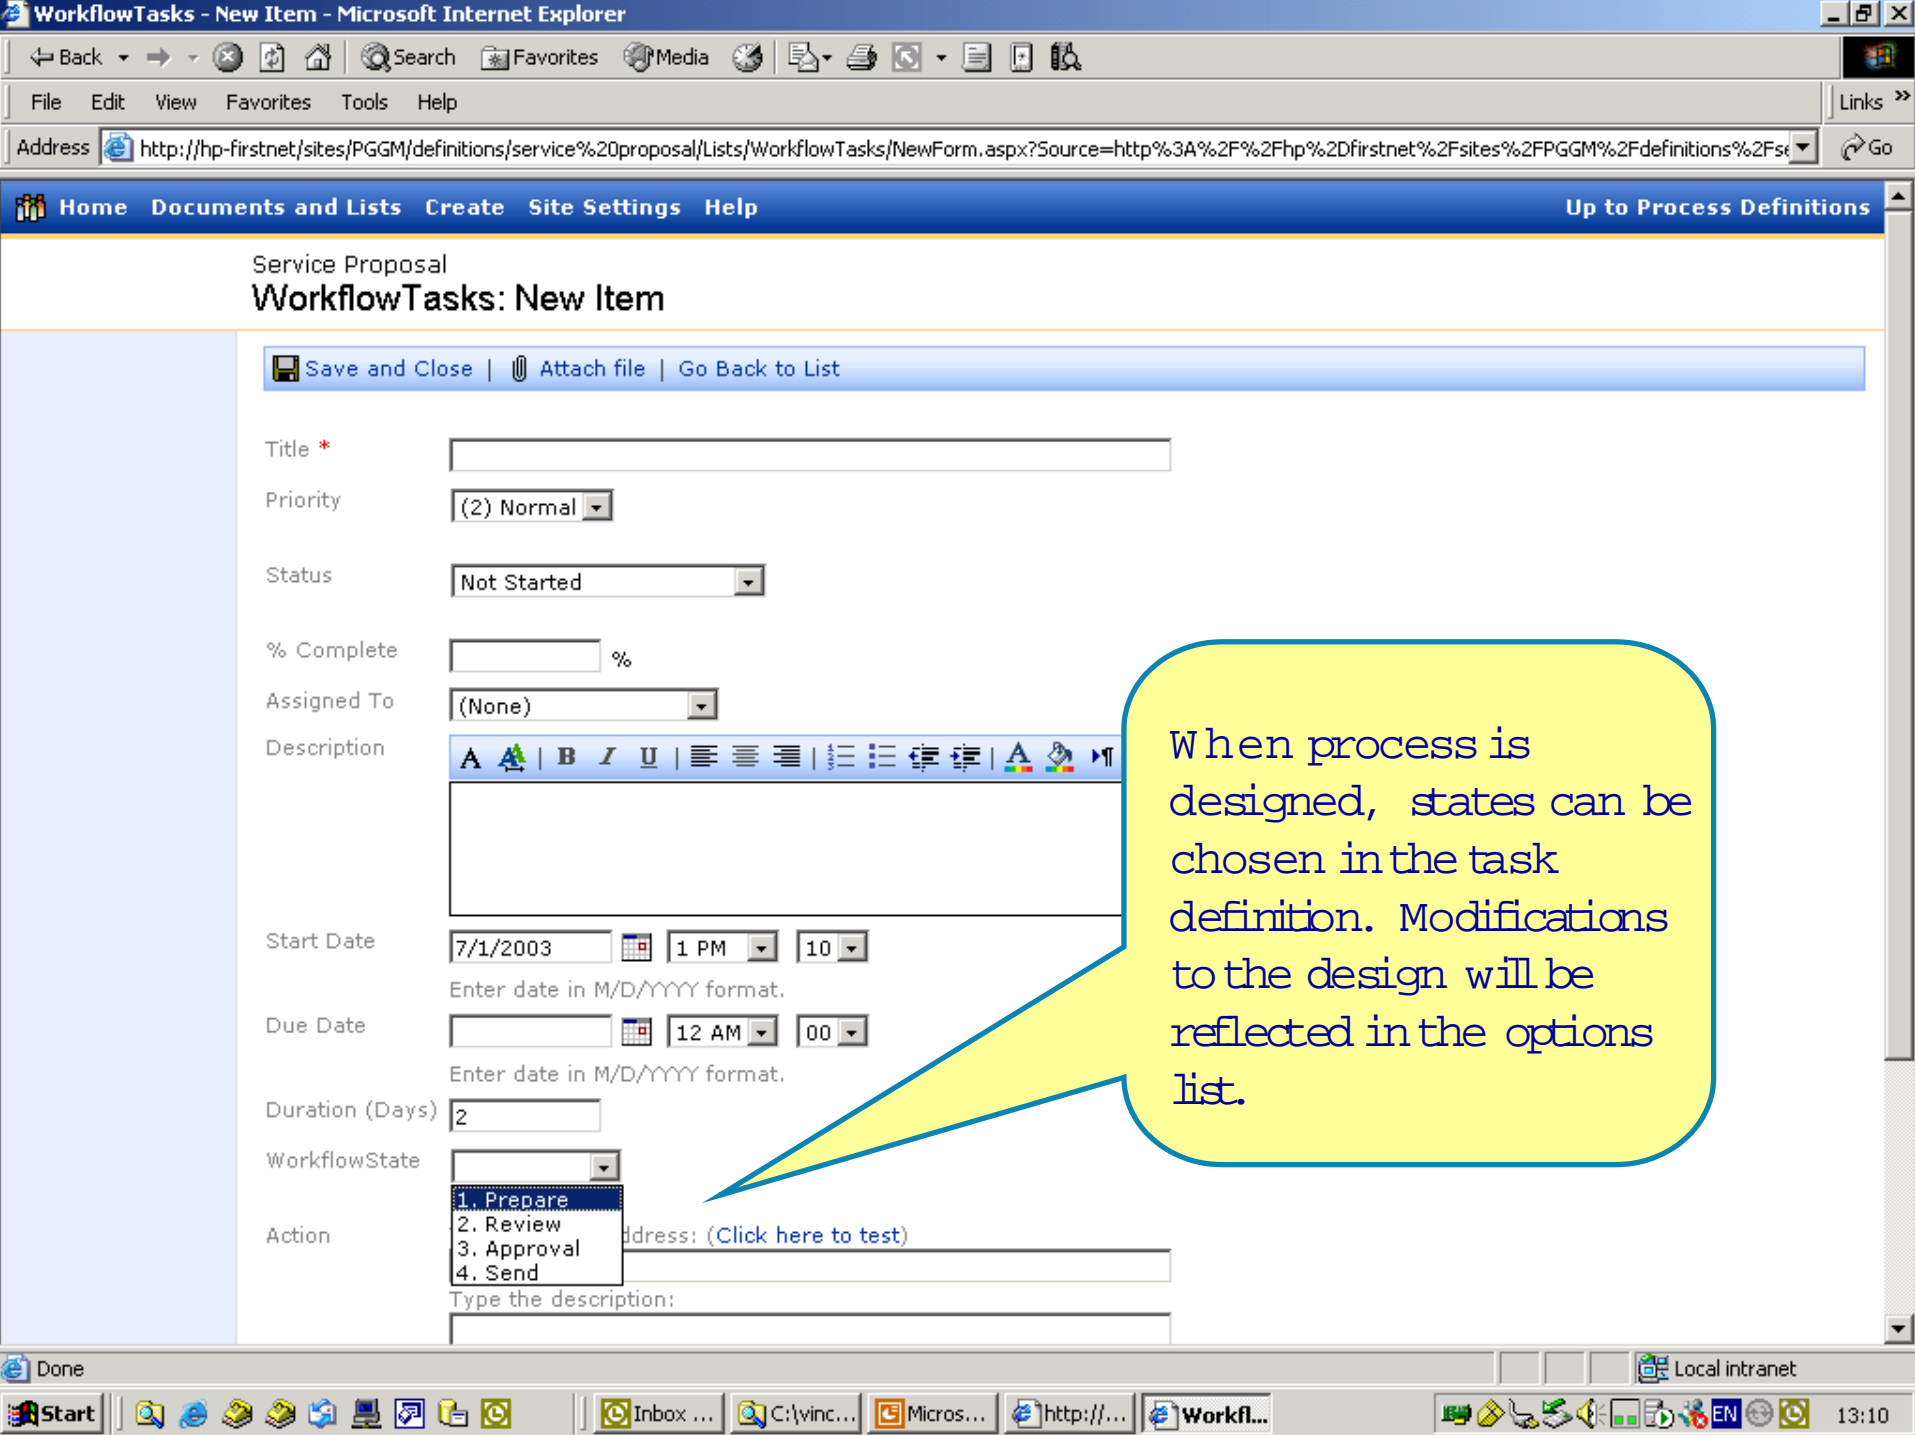 WorkflowTasks - New Item - Microsoft Internet Explorer
Back Search Favorites Media
File Edit View Favorites Tools Help Links »
Address http://hp-firstnet/sites/PGGM/definitions/service%20proposal/Lists/WorkflowTasks/NewForm.aspx?Source=http%3A%2F%2Fhp%2Dfirstnet%2Fsites%2FPGGM%2Fdefinitions%2Fse Go
Home Documents and Lists Create Site Settings Help Up to Process Definitions
Service Proposal
WorkflowTasks: New Item
Save and Close | Attach file | Go Back to List
Title *
Priority (2) Normal
Status Not Started
% Complete %
Assigned To (None)
Description A A | B I U A
Start Date 7/1/2003 1 PM 10
Enter date in M/D/YYYY format.
Due Date 12 AM 00
Enter date in M/D/YYYY format.
Duration (Days) 2
WorkflowState
1. Prepare
2. Review
3. Approval
4. Send
Action ddress: (Click here to test)
Type the description:
When process is
designed, states can be
chosen in the task
definition. Modifications
to the design will be
reflected in the options
list.
Done Local intranet
Start Inbox ... C:\vinc... Micros... http://... Workfl... EN 13:10